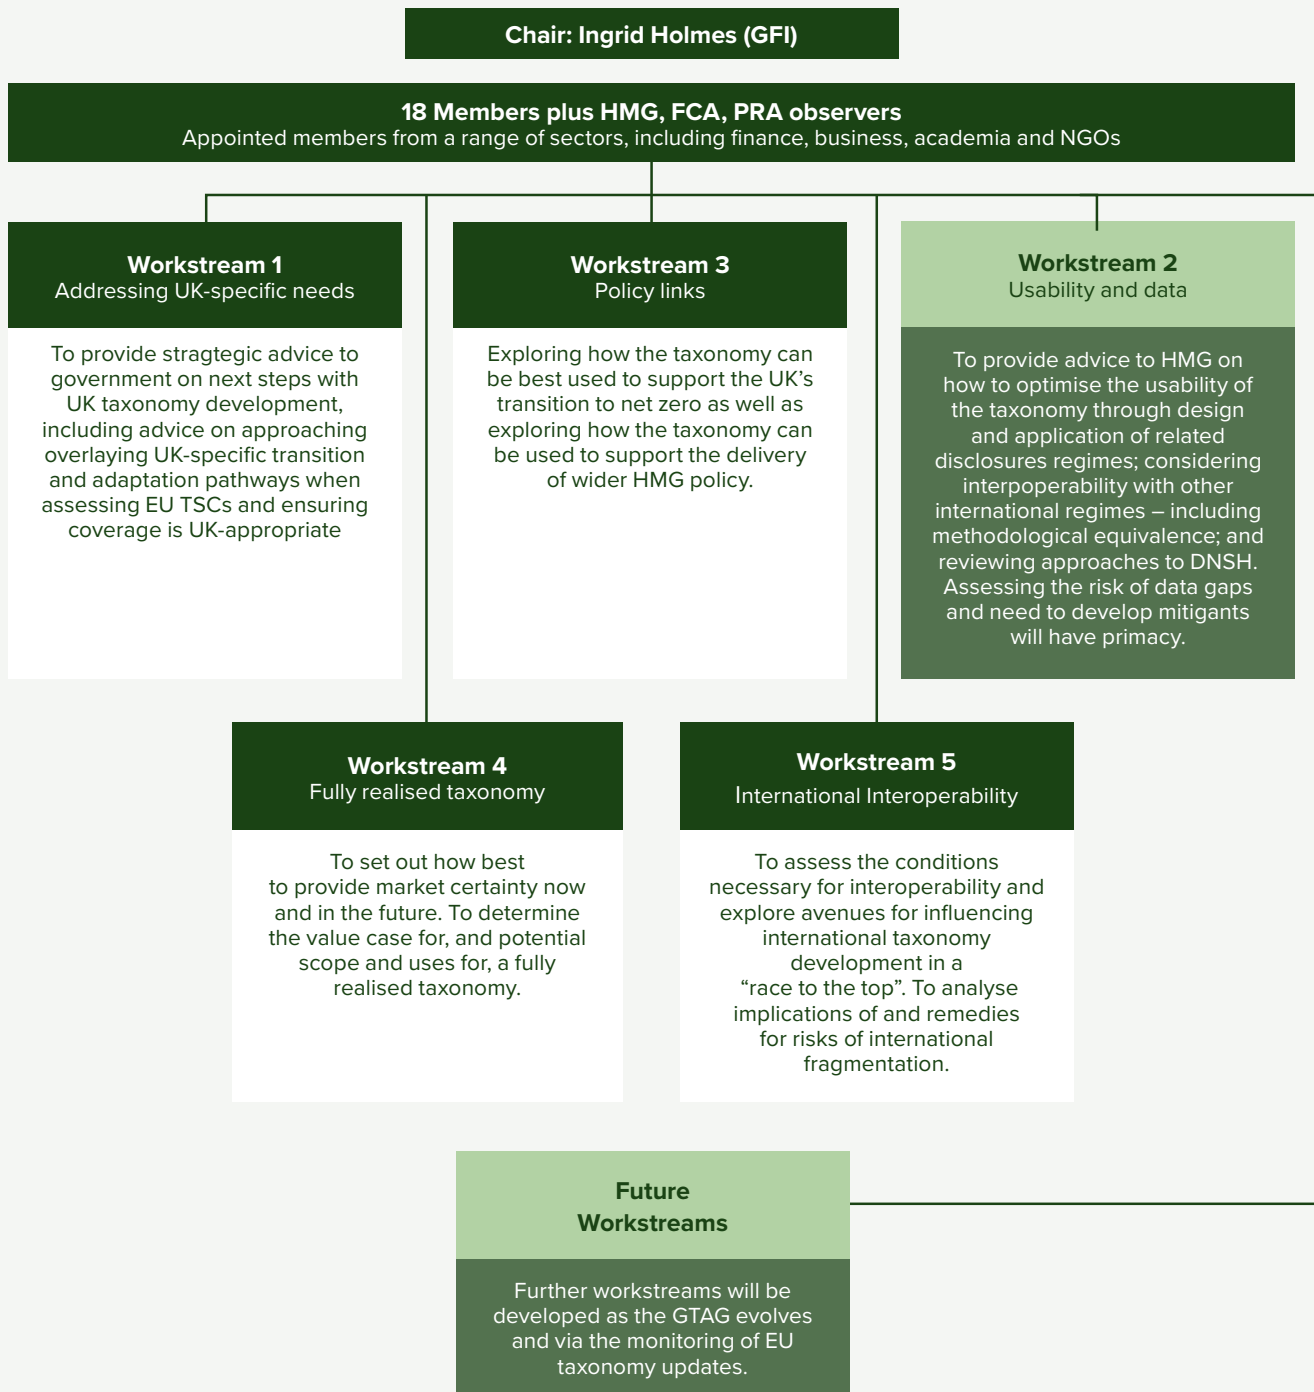 Chair: Ingrid Holmes (GFI)
18 Members plus HMG, FCA, PRA observers
Appointed members from a range of sectors, including finance, business, academia and NGOs
Workstream 1
Addressing UK-specific needs
To provide stragtegic advice to
government on next steps with
UK taxonomy development,
including advice on approaching
overlaying UK-specific transition
and adaptation pathways when
assessing EU TSCs and ensuring
coverage is UK-appropriate
Workstream 3
Policy links
Exploring how the taxonomy can
be best used to support the UK’s
transition to net zero as well as
exploring how the taxonomy can
be used to support the delivery
of wider HMG policy.
Workstream 2
Usability and data
To provide advice to HMG on
how to optimise the usability of
the taxonomy through design
and application of related
disclosures regimes; considering
interpoperability with other
international regimes – including
methodological equivalence; and
reviewing approaches to DNSH.
Assessing the risk of data gaps
and need to develop mitigants
will have primacy.
Workstream 4
Fully realised taxonomy
To set out how best
to provide market certainty now
and in the future. To determine
the value case for, and potential
scope and uses for, a fully
realised taxonomy.
Workstream 5
International Interoperability
To assess the conditions
necessary for interoperability and
explore avenues for influencing
international taxonomy
development in a
“race to the top”. To analyse
implications of and remedies
for risks of international
fragmentation.
Future
Workstreams
Further workstreams will be
developed as the GTAG evolves
and via the monitoring of EU
taxonomy updates.